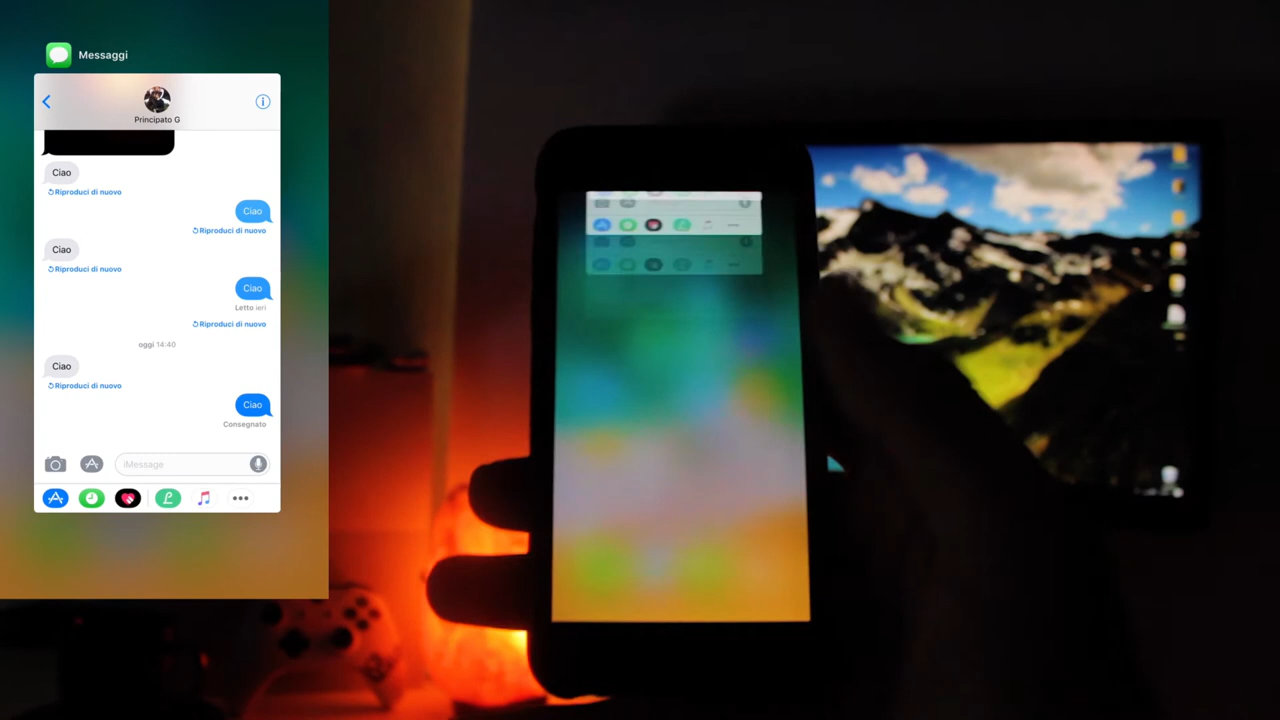 Messaggi
Principato G
Ciao
Riproduci di nuovo
Ciao
Riproduci di nuovo
Ciao
Riproduci di nuovo
Ciao
Letto ieri
Riproduci di nuovo
oggi 14:40
Ciao
Riproduci di nuovo
Ciao
Consegnato
iMessage